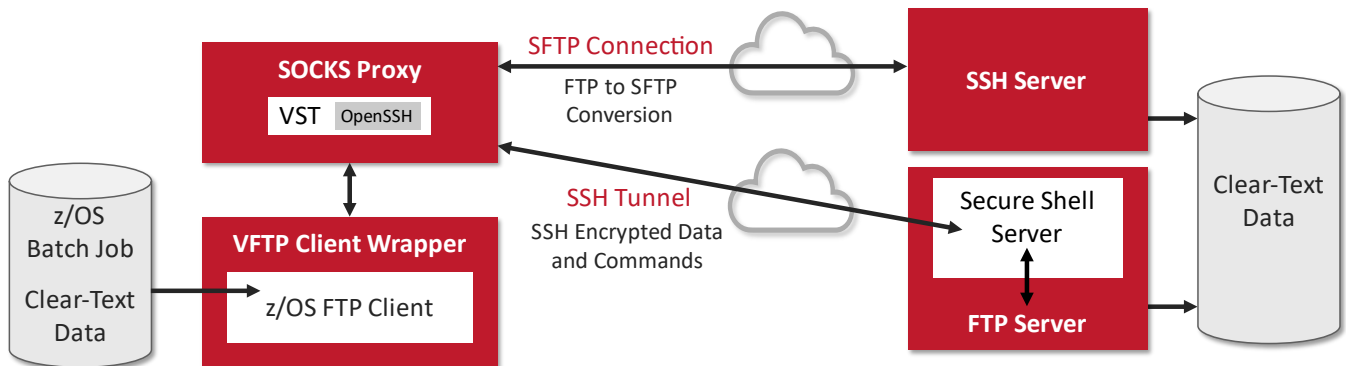 z/OS
Batch Job
Clear-Text
Data
SOCKS Proxy
VST OpenSSH
VFTP Client Wrapper
z/OS FTP Client
SFTP Connection
FTP to SFTP
Conversion
SSH Tunnel
SSH Encrypted Data
and Commands
SSH Server
Secure Shell
Server
FTP Server
Clear-Text
Data